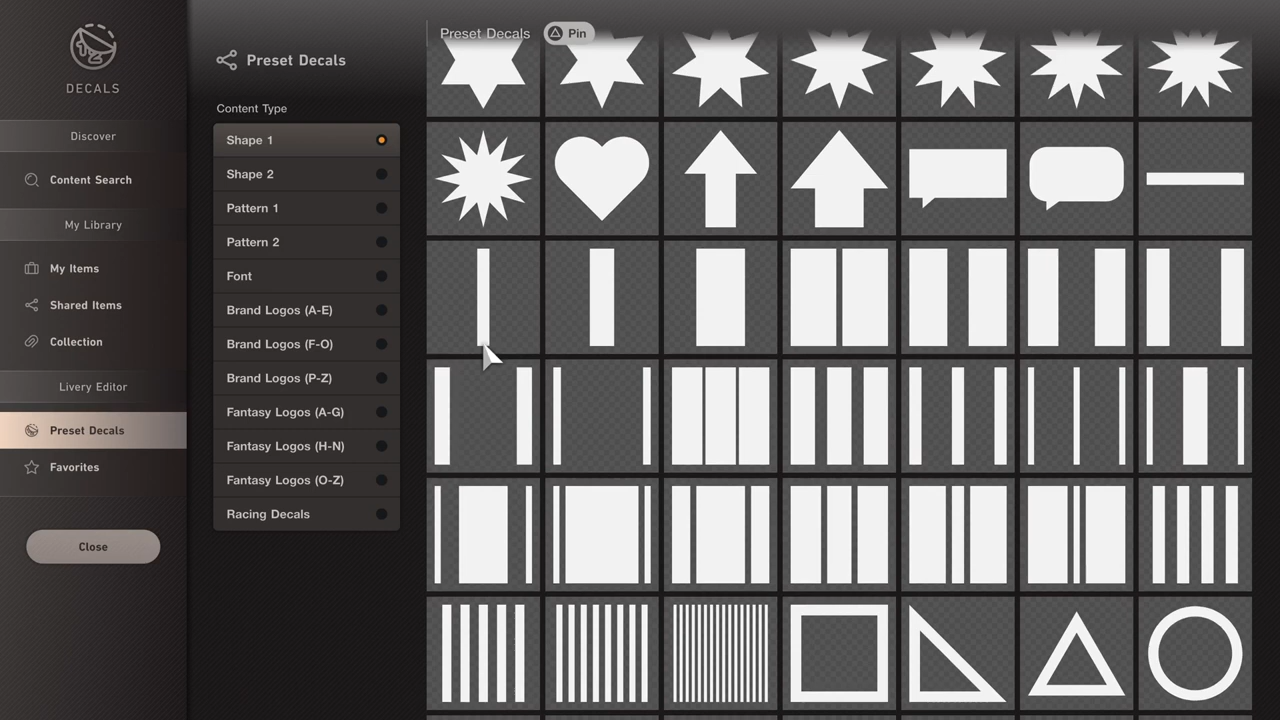 DECALS
Discover
Content Search
My Library
My Items
Shared Items
Collection
Livery Editor
Preset Decals
Favorites
Close
Preset Decals
Content Type
Shape 1
Shape 2
Pattern 1
Pattern 2
Font
Brand Logos (A-E)
Brand Logos (F-O)
Brand Logos (P-Z)
Fantasy Logos (A-G)
Fantasy Logos (H-N)
Fantasy Logos (O-Z)
Racing Decals
Preset Decals Pin